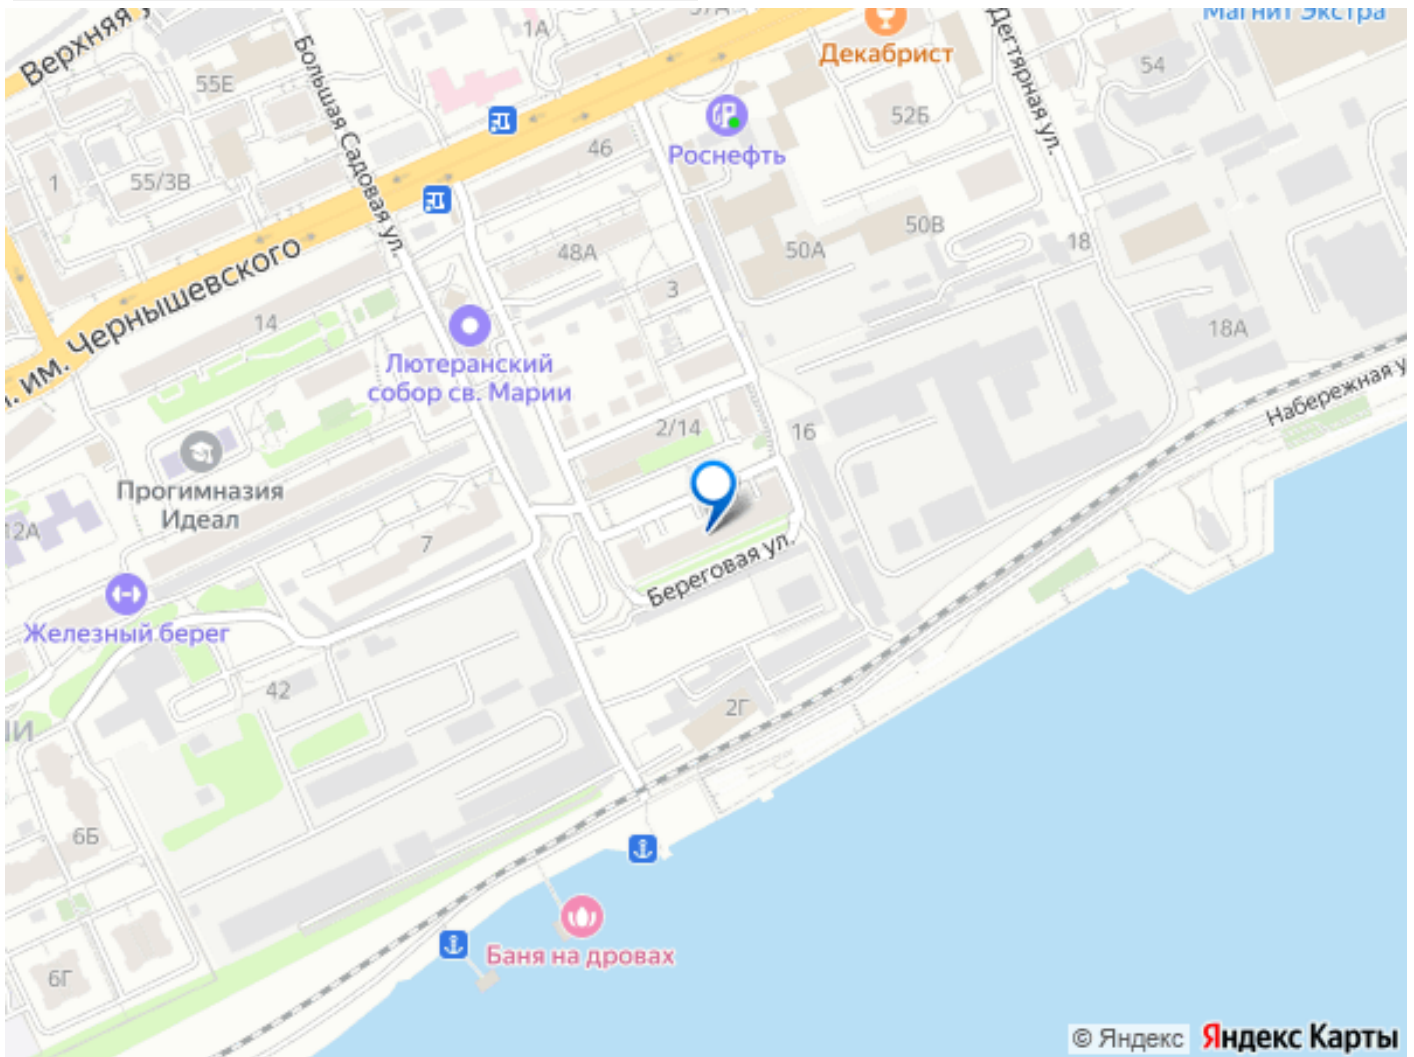 Магнит Экстра
37А
1А
Верхняя
Большая Садовая ул.
Декабрист
Дегтярная ул.
54
55Е
52Б
Роснефть
46
1
55/3В
50В
18
50А
48А
3
им. Чернышевского
14
18А
Лютеранский
собор св. Марии
Набережная у
2/14
16
Прогимназия
Идеал
12А
7
Береговая ул.
Железный берег
42
2Г
6Б
Баня на дровах
6Г
© Яндекс Яндекс Карты